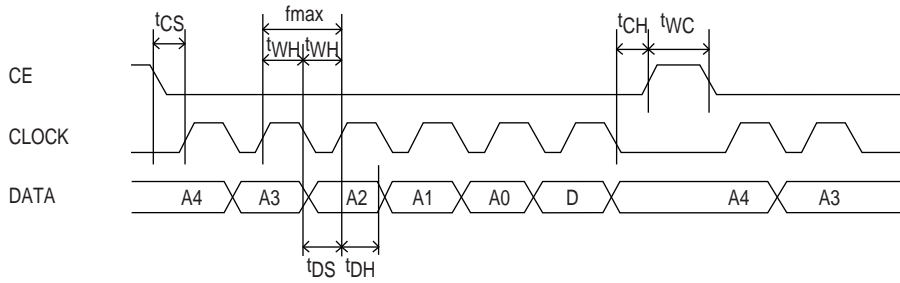 tCS fmax tCH tWC
tWH tWH
CE
CLOCK
DATA A4 A3 A2 A1 A0 D A4 A3
tDS tDH